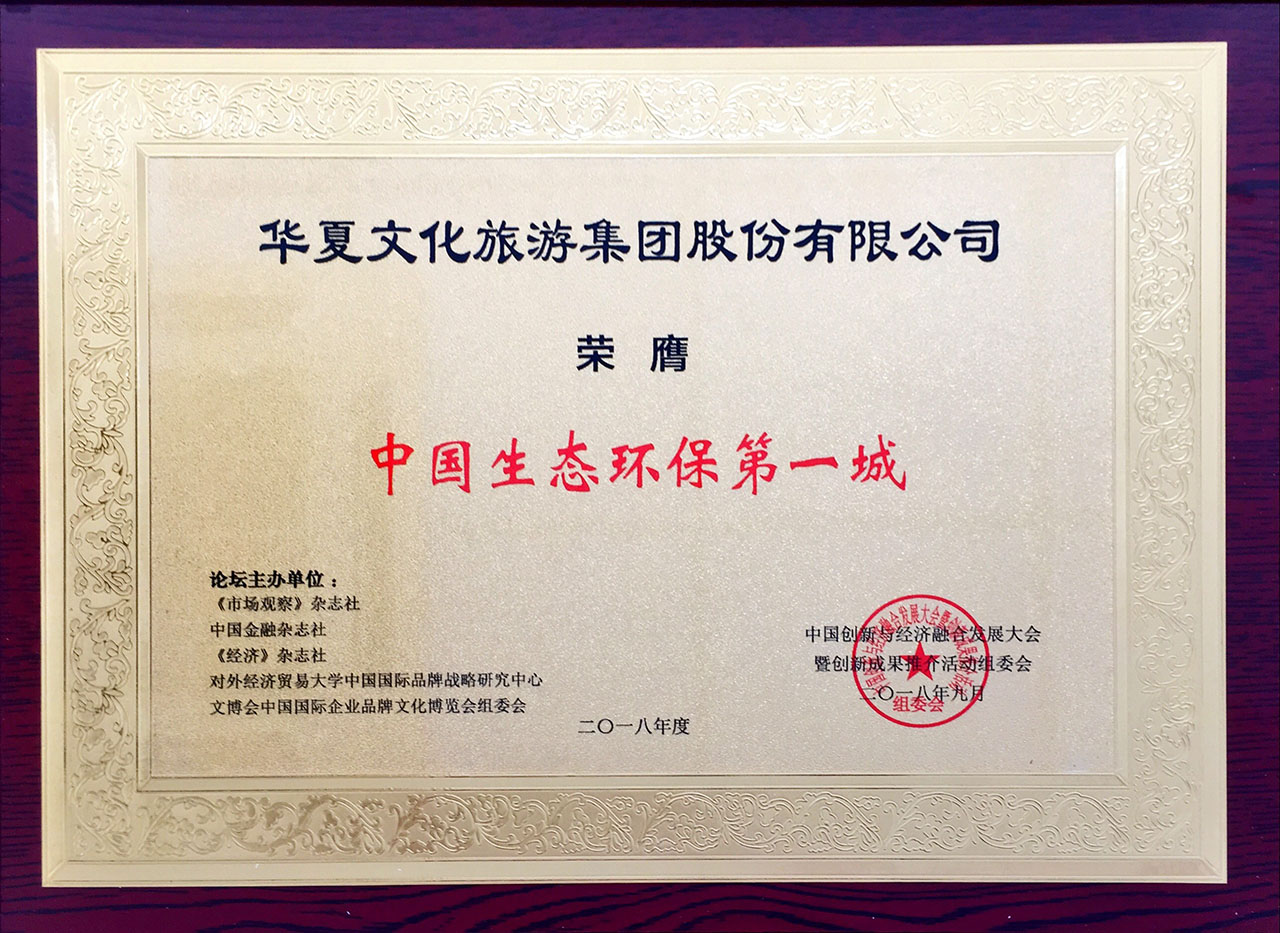 华夏文化旅游集团股份有限公司
荣膺
中国生态环保第一城
论坛主办单位：
《市场观察》杂志社
中国金融杂志社
《经济》杂志社
对外经济贸易大学中国国际品牌战略研究中心
文博会中国国际企业品牌文化博览会组委会
二〇一八年度
中国创新与经济融合发展大会
暨创新成果推介活动组委会
二〇一八年九月
组委会